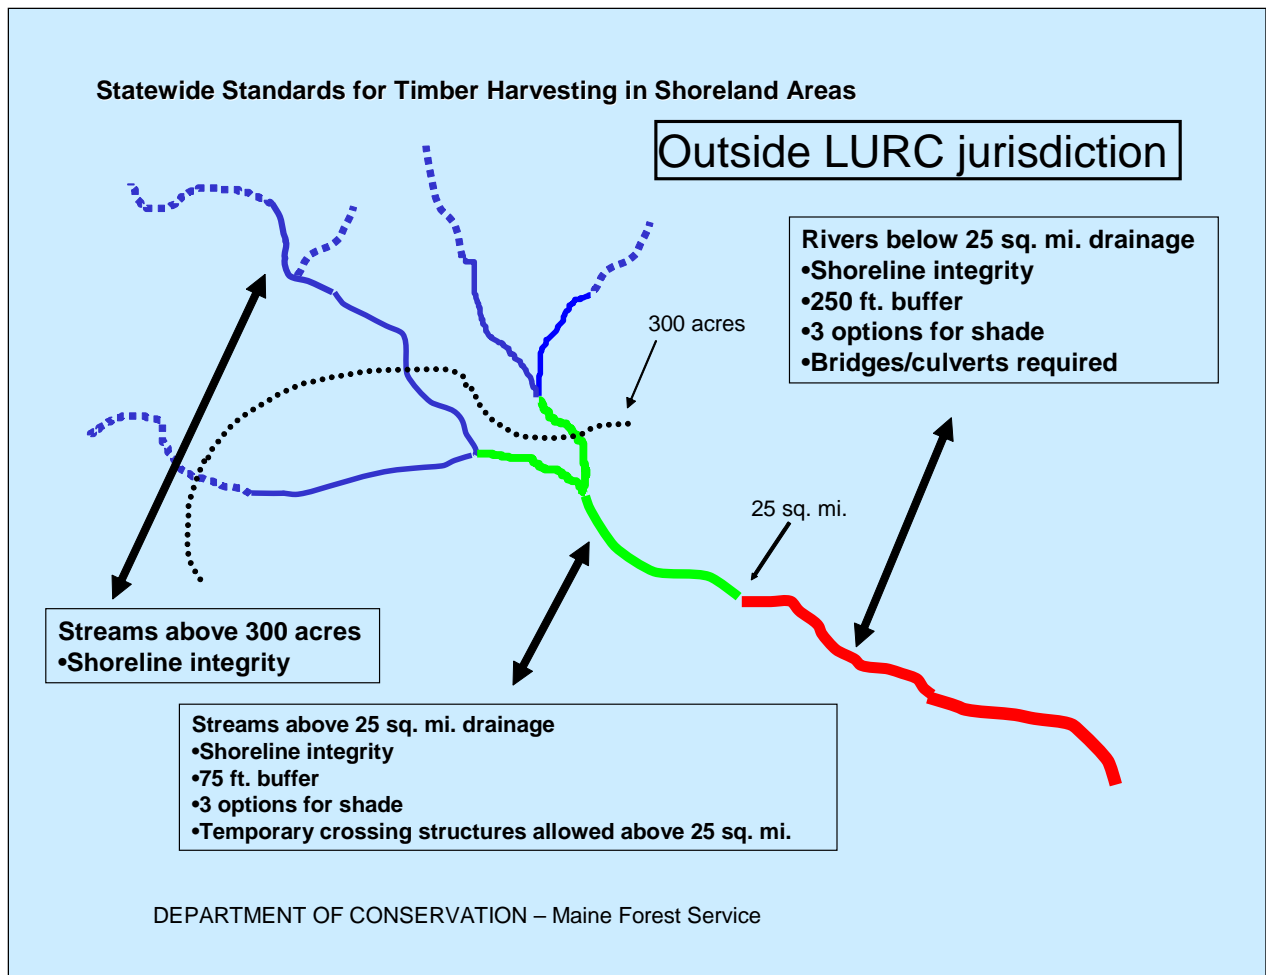 Statewide Standards for Timber Harvesting in Shoreland Areas
Outside LURC jurisdiction
Rivers below 25 sq. mi. drainage
•Shoreline integrity
•250 ft. buffer
•3 options for shade
•Bridges/culverts required
300 acres
25 sq. mi.
Streams above 300 acres
•Shoreline integrity
Streams above 25 sq. mi. drainage
•Shoreline integrity
•75 ft. buffer
•3 options for shade
•Temporary crossing structures allowed above 25 sq. mi.
DEPARTMENT OF CONSERVATION – Maine Forest Service